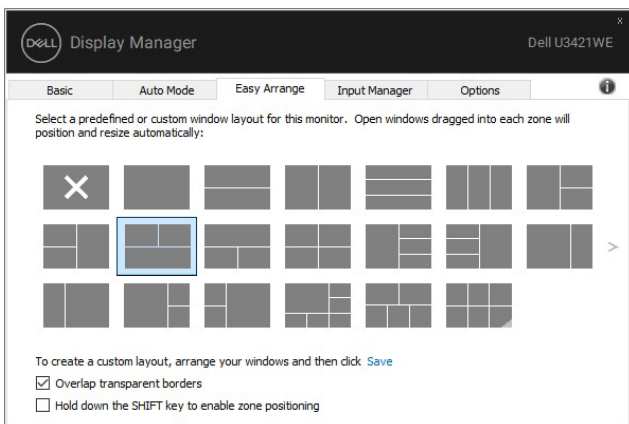 x
DELL Display Manager Dell U3421WE
Basic Auto Mode Easy Arrange Input Manager Options
Select a predefined or custom window layout for this monitor. Open windows dragged into each zone will
position and resize automatically:
To create a custom layout, arrange your windows and then click Save
Overlap transparent borders
Hold down the SHIFT key to enable zone positioning